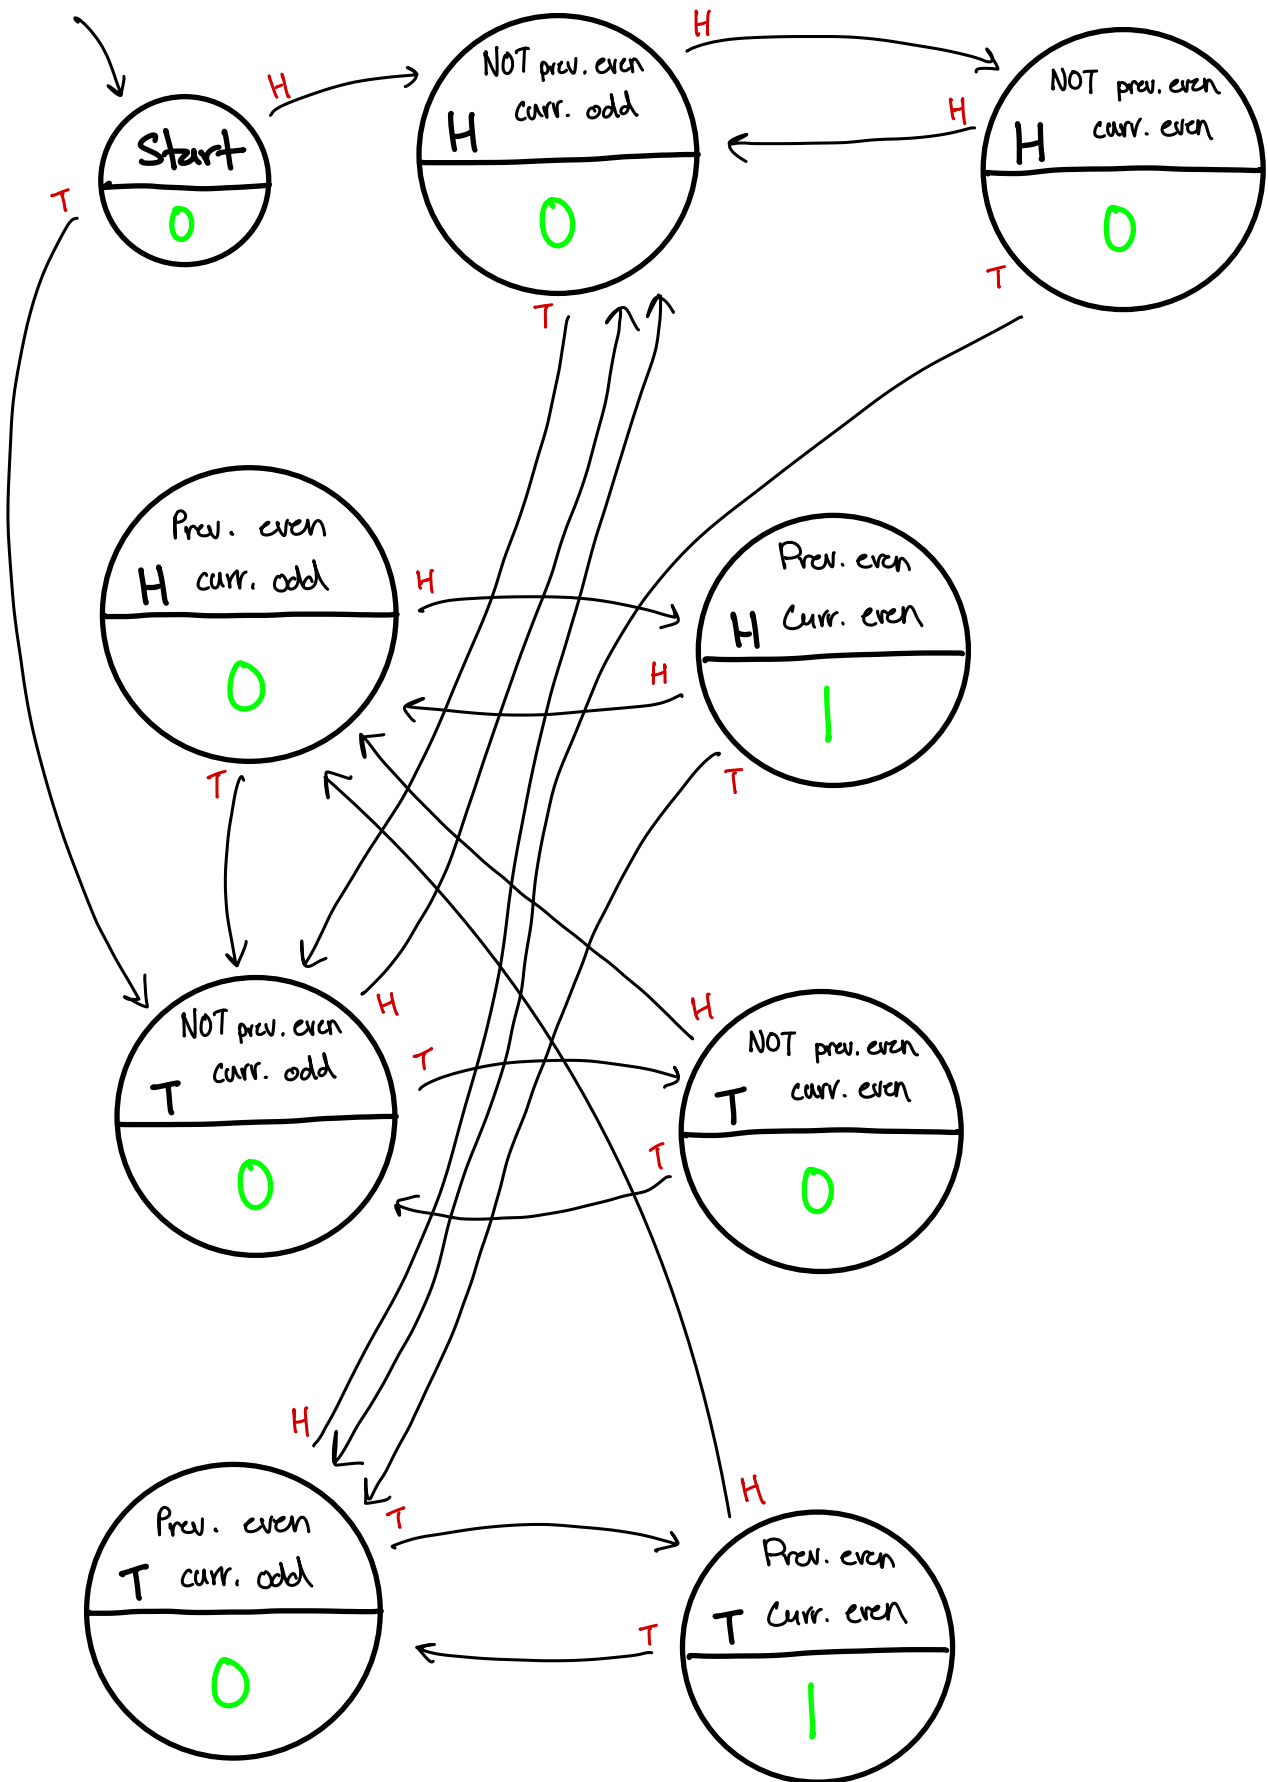 H
H
NOT prev. even
curr. odd
H
0
NOT prev. even
H curr. even
0
H
Start
0
T
T
T
Prev. even
H curr. odd
0
H
Prev. even
H Curr. even
1
H
T
T
NOT prev. even
curr. odd
T
0
H
T
H
NOT prev. even
T curr. even
0
T
H
Prev. even
T curr. odd
0
T
H
Prev. even
T Curr. even
1
T